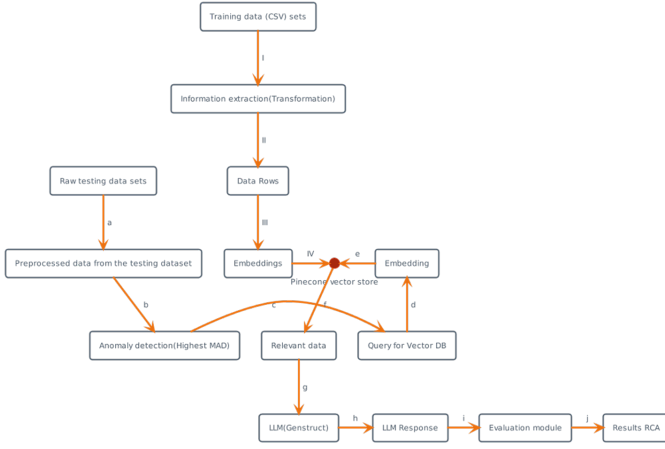 Training data (CSV) sets
I
Information extraction(Transformation)
II
Raw testing data sets
Data Rows
a
III
Preprocessed data from the testing dataset
Embeddings
IV
e
Embedding
Pinecone vector store
b
c
f
d
Anomaly detection(Highest MAD)
Relevant data
Query for Vector DB
g
LLM(Genstruct)
h
LLM Response
i
Evaluation module
j
Results RCA